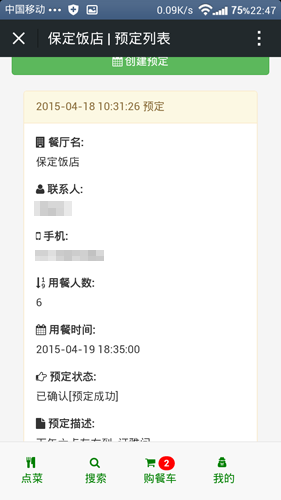 中国移动 ... 0.09K/s 75% 22:47
保定饭店 | 预定列表
创建预定
2015-04-18 10:31:26 预定
餐厅名:
保定饭店
联系人:
手机:
用餐人数:
6
用餐时间:
2015-04-19 18:35:00
预定状态:
已确认[预定成功]
预定描述:
点菜 搜索 购餐车 2 我的